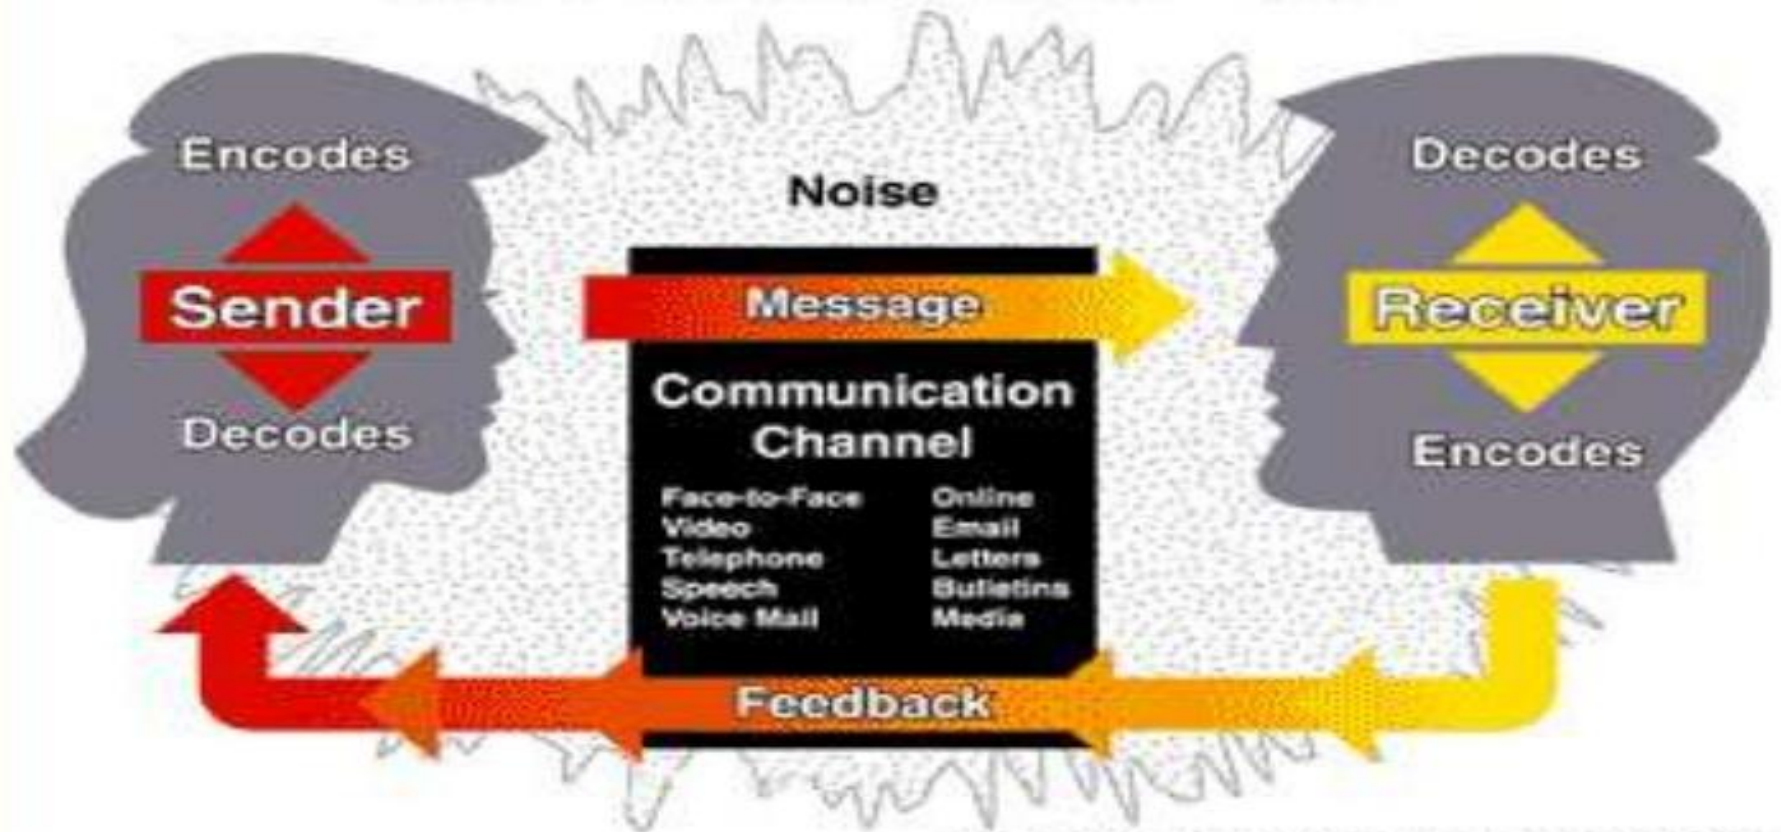 Noise
Encodes
Sender
Decodes
Message
Communication
Channel
Face-to-Face
Video
Telephone
Speech
Voice Mail
Online
Email
Letters
Bulletins
Media
Feedback
Decodes
Receiver
Encodes